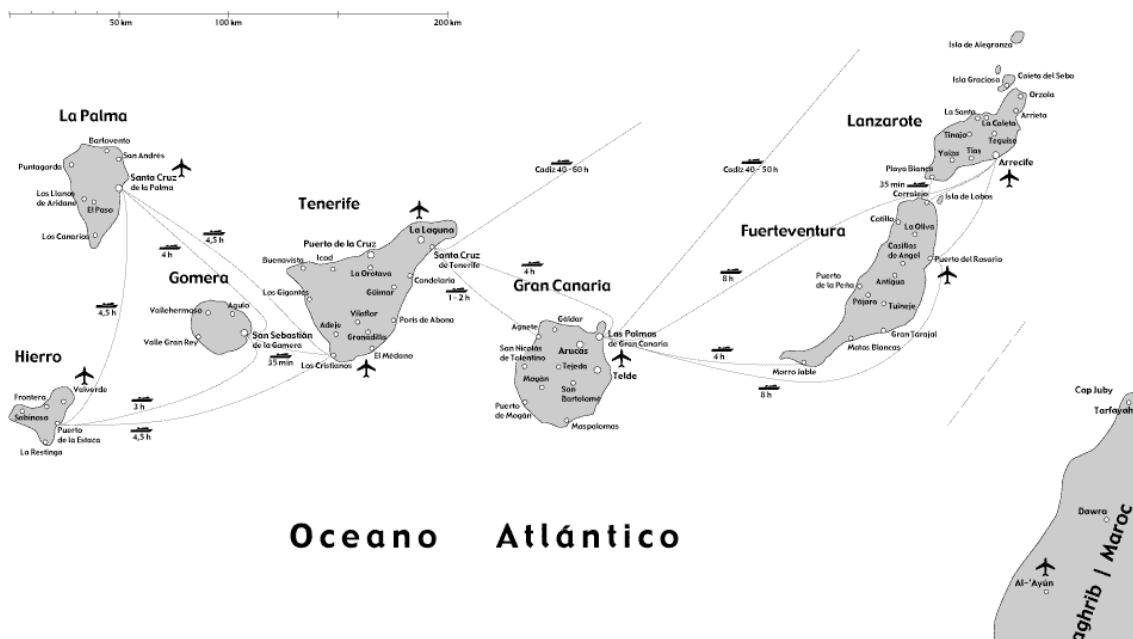 50 km
100 km
200 km
La Palma
Barlovento
San Andrés
Puntagorda
Santa Cruz
de la Palma
Los Llanos
de Aridane
El Paso
Los Canarios
4,5 h
4 h
4,5 h
Gomera
Vallehermosa
Agulo
San Sebastián
de la Gomera
Valle Gran Rey
35 min
Hierro
Valverde
Frontera
Sabinosa
Puerto
de la Estaca
La Restinga
3 h
4,5 h
Tenerife
La Laguna
Puerto de la Cruz
Santa Cruz
de Tenerife
Buenavista
Icod
La Orotava
Candelaria
Los Gigantes
Güimar
Vilaflor
Adeje
Poris de Abona
Granadilla
El Médano
Los Cristianos
Cadiz 40-60 h
4 h
1-2 h
Gran Canaria
Gáldar
Agaete
Las Palmas
de Gran Canaria
San Nicolás
de Tolentino
Arucas
Tejeda
Telde
Mogán
San
Bartolomé
Puerto
de Mogán
Maspalomas
Cadiz 40-50 h
8 h
4 h
8 h
Isla de Alegranza
Isla Graciosa
Caleta del Sebo
Orzola
Lanzarote
La Santa
La Caleta
Arrieta
Tinajo
Teguise
Yaiza
Tias
Arrecife
Playa Blanca
35 min
Corralejo
Isla de Lobos
Fuerteventura
Cotillo
La Oliva
Casillas
de Angel
Puerto del Rosario
Puerto
de la Peña
Antigua
Pájara
Tuineje
Gran Tarajal
Matas Blancas
Morro Jable
Cap Juby
Tarfayah
Dawra
Al-'Ayún
aghrib | Maroc
Oceano Atlántico